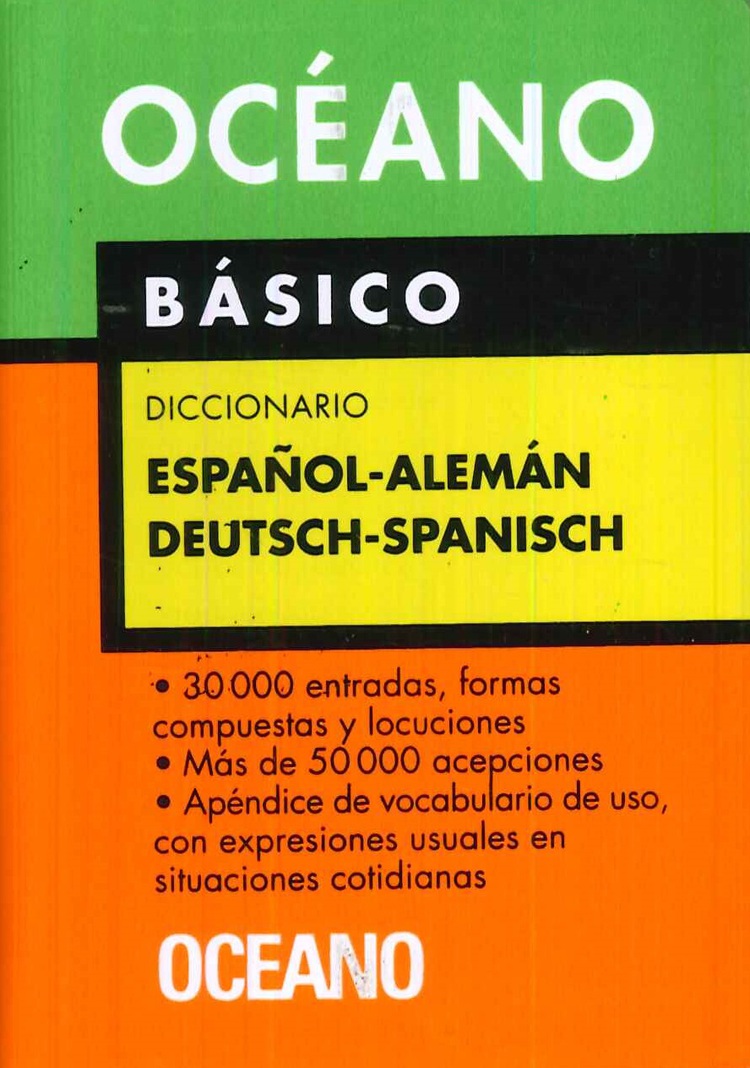 OCÉANO
BÁSICO
DICCIONARIO
ESPAÑOL-ALEMÁN
DEUTSCH-SPANISCH
• 30 000 entradas, formas
compuestas y locuciones
• Más de 50 000 acepciones
• Apéndice de vocabulario de uso,
con expresiones usuales en
situaciones cotidianas
OCEANO